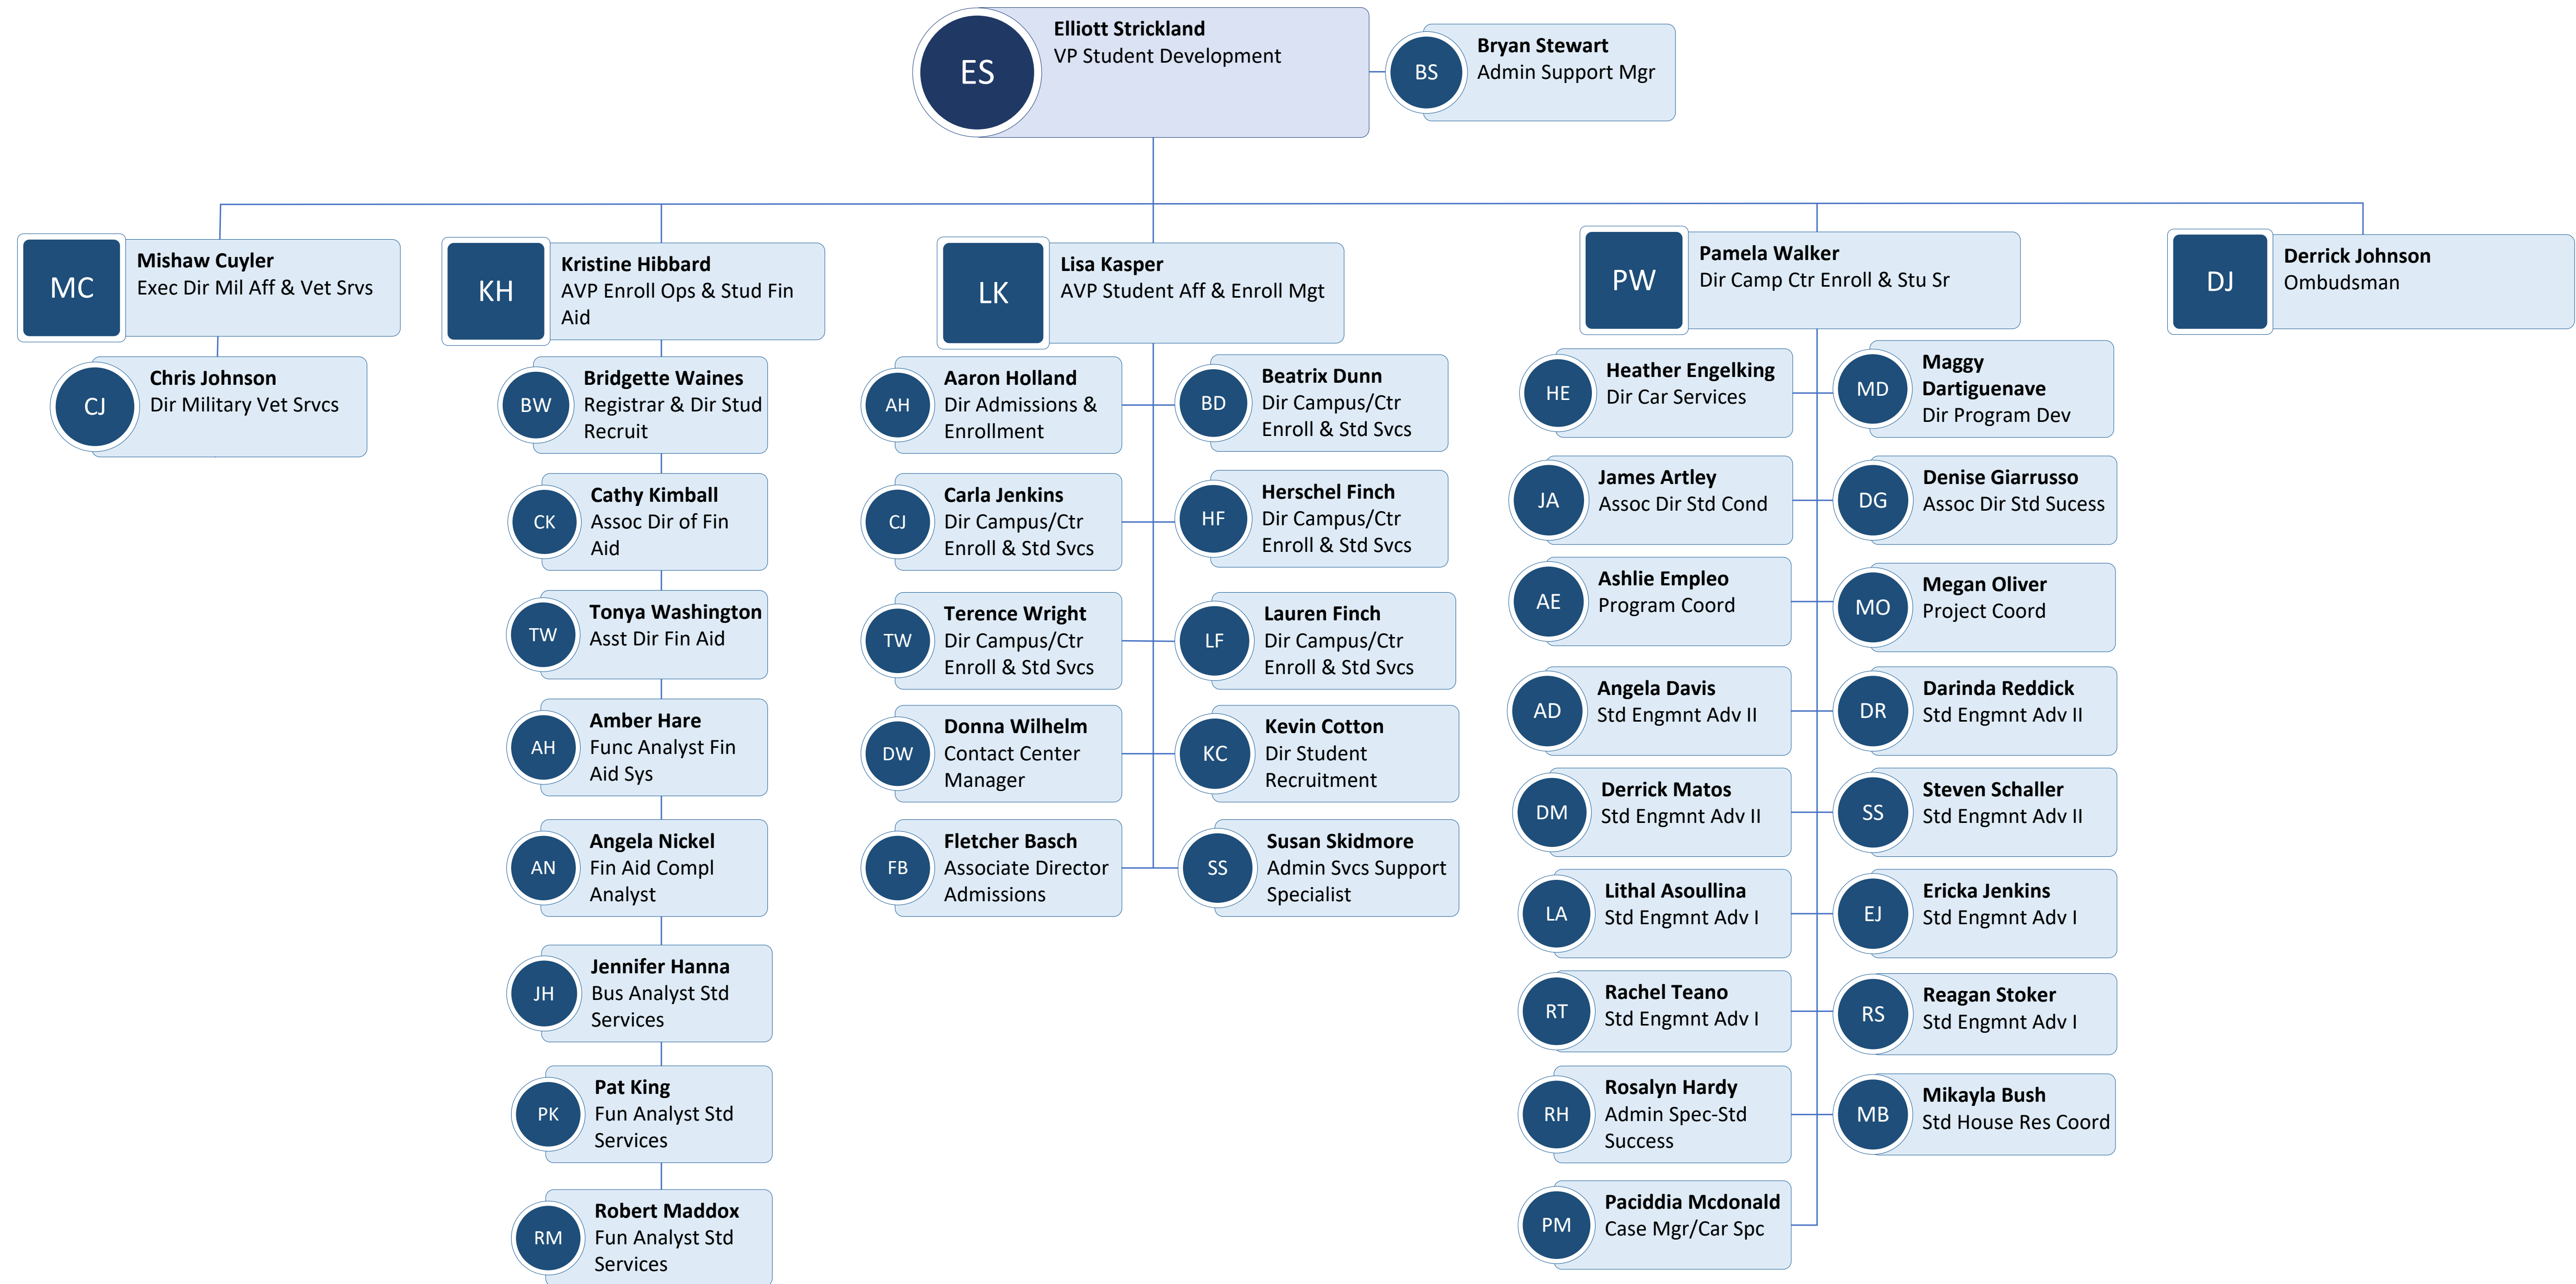 ES
Elliott Strickland
VP Student Development
BS
Bryan Stewart
Admin Support Mgr
MC
Mishaw Cuyler
Exec Dir Mil Aff & Vet Srvs
CJ
Chris Johnson
Dir Military Vet Srvcs
KH
Kristine Hibbard
AVP Enroll Ops & Stud Fin
Aid
BW
Bridgette Waines
Registrar & Dir Stud
Recruit
CK
Cathy Kimball
Assoc Dir of Fin
Aid
TW
Tonya Washington
Asst Dir Fin Aid
AH
Amber Hare
Func Analyst Fin
Aid Sys
AN
Angela Nickel
Fin Aid Compl
Analyst
JH
Jennifer Hanna
Bus Analyst Std
Services
PK
Pat King
Fun Analyst Std
Services
RM
Robert Maddox
Fun Analyst Std
Services
LK
Lisa Kasper
AVP Student Aff & Enroll Mgt
AH
Aaron Holland
Dir Admissions &
Enrollment
BD
Beatrix Dunn
Dir Campus/Ctr
Enroll & Std Svcs
CJ
Carla Jenkins
Dir Campus/Ctr
Enroll & Std Svcs
HF
Herschel Finch
Dir Campus/Ctr
Enroll & Std Svcs
TW
Terence Wright
Dir Campus/Ctr
Enroll & Std Svcs
LF
Lauren Finch
Dir Campus/Ctr
Enroll & Std Svcs
DW
Donna Wilhelm
Contact Center
Manager
KC
Kevin Cotton
Dir Student
Recruitment
FB
Fletcher Basch
Associate Director
Admissions
SS
Susan Skidmore
Admin Svcs Support
Specialist
PW
Pamela Walker
Dir Camp Ctr Enroll & Stu Sr
HE
Heather Engelking
Dir Car Services
MD
Maggy
Dartiguenave
Dir Program Dev
JA
James Artley
Assoc Dir Std Cond
DG
Denise Giarrusso
Assoc Dir Std Sucess
AE
Ashlie Empleo
Program Coord
MO
Megan Oliver
Project Coord
AD
Angela Davis
Std Engmnt Adv II
DR
Darinda Reddick
Std Engmnt Adv II
DM
Derrick Matos
Std Engmnt Adv II
SS
Steven Schaller
Std Engmnt Adv II
LA
Lithal Asoullina
Std Engmnt Adv I
EJ
Ericka Jenkins
Std Engmnt Adv I
RT
Rachel Teano
Std Engmnt Adv I
RS
Reagan Stoker
Std Engmnt Adv I
RH
Rosalyn Hardy
Admin Spec-Std
Success
MB
Mikayla Bush
Std House Res Coord
PM
Paciddia Mcdonald
Case Mgr/Car Spc
DJ
Derrick Johnson
Ombudsman